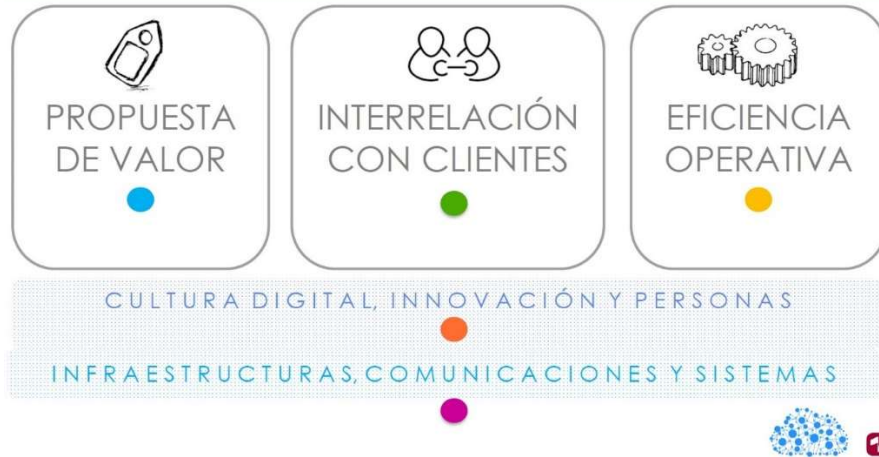 PROPUESTA
DE VALOR
INTERRELACIÓN
CON CLIENTES
EFICIENCIA
OPERATIVA
CULTURA DIGITAL, INNOVACIÓN Y PERSONAS
INFRAESTRUCTURAS, COMUNICACIONES Y SISTEMAS